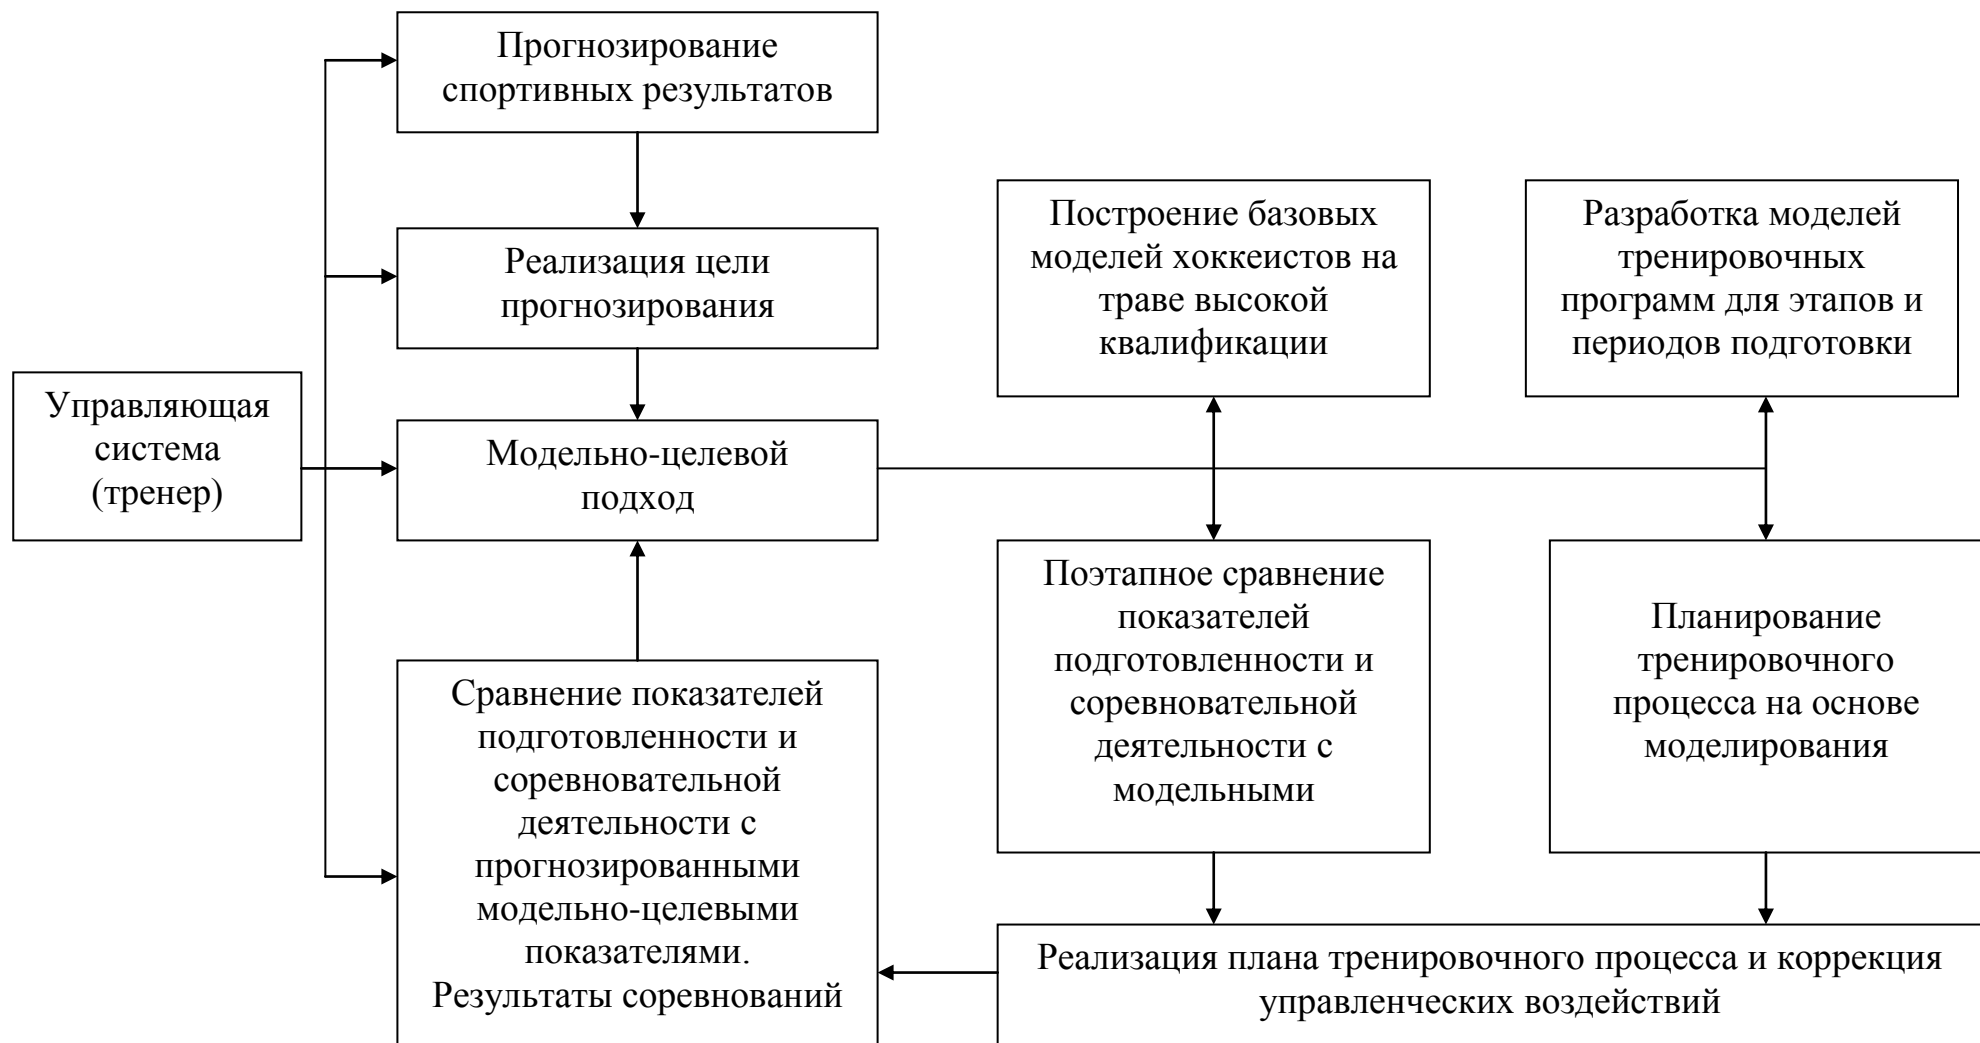 Прогнозирование
спортивных результатов
Реализация цели
прогнозирования
Управляющая
система
(тренер)
Модельно-целевой
подход
Сравнение показателей
подготовленности и
соревновательной
деятельности с
прогнозированными
модельно-целевыми
показателями.
Результаты соревнований
Построение базовых
моделей хоккеистов на
траве высокой
квалификации
Разработка моделей
тренировочных
программ для этапов и
периодов подготовки
Поэтапное сравнение
показателей
подготовленности и
соревновательной
деятельности с
модельными
Планирование
тренировочного
процесса на основе
моделирования
Реализация плана тренировочного процесса и коррекция
управленческих воздействий